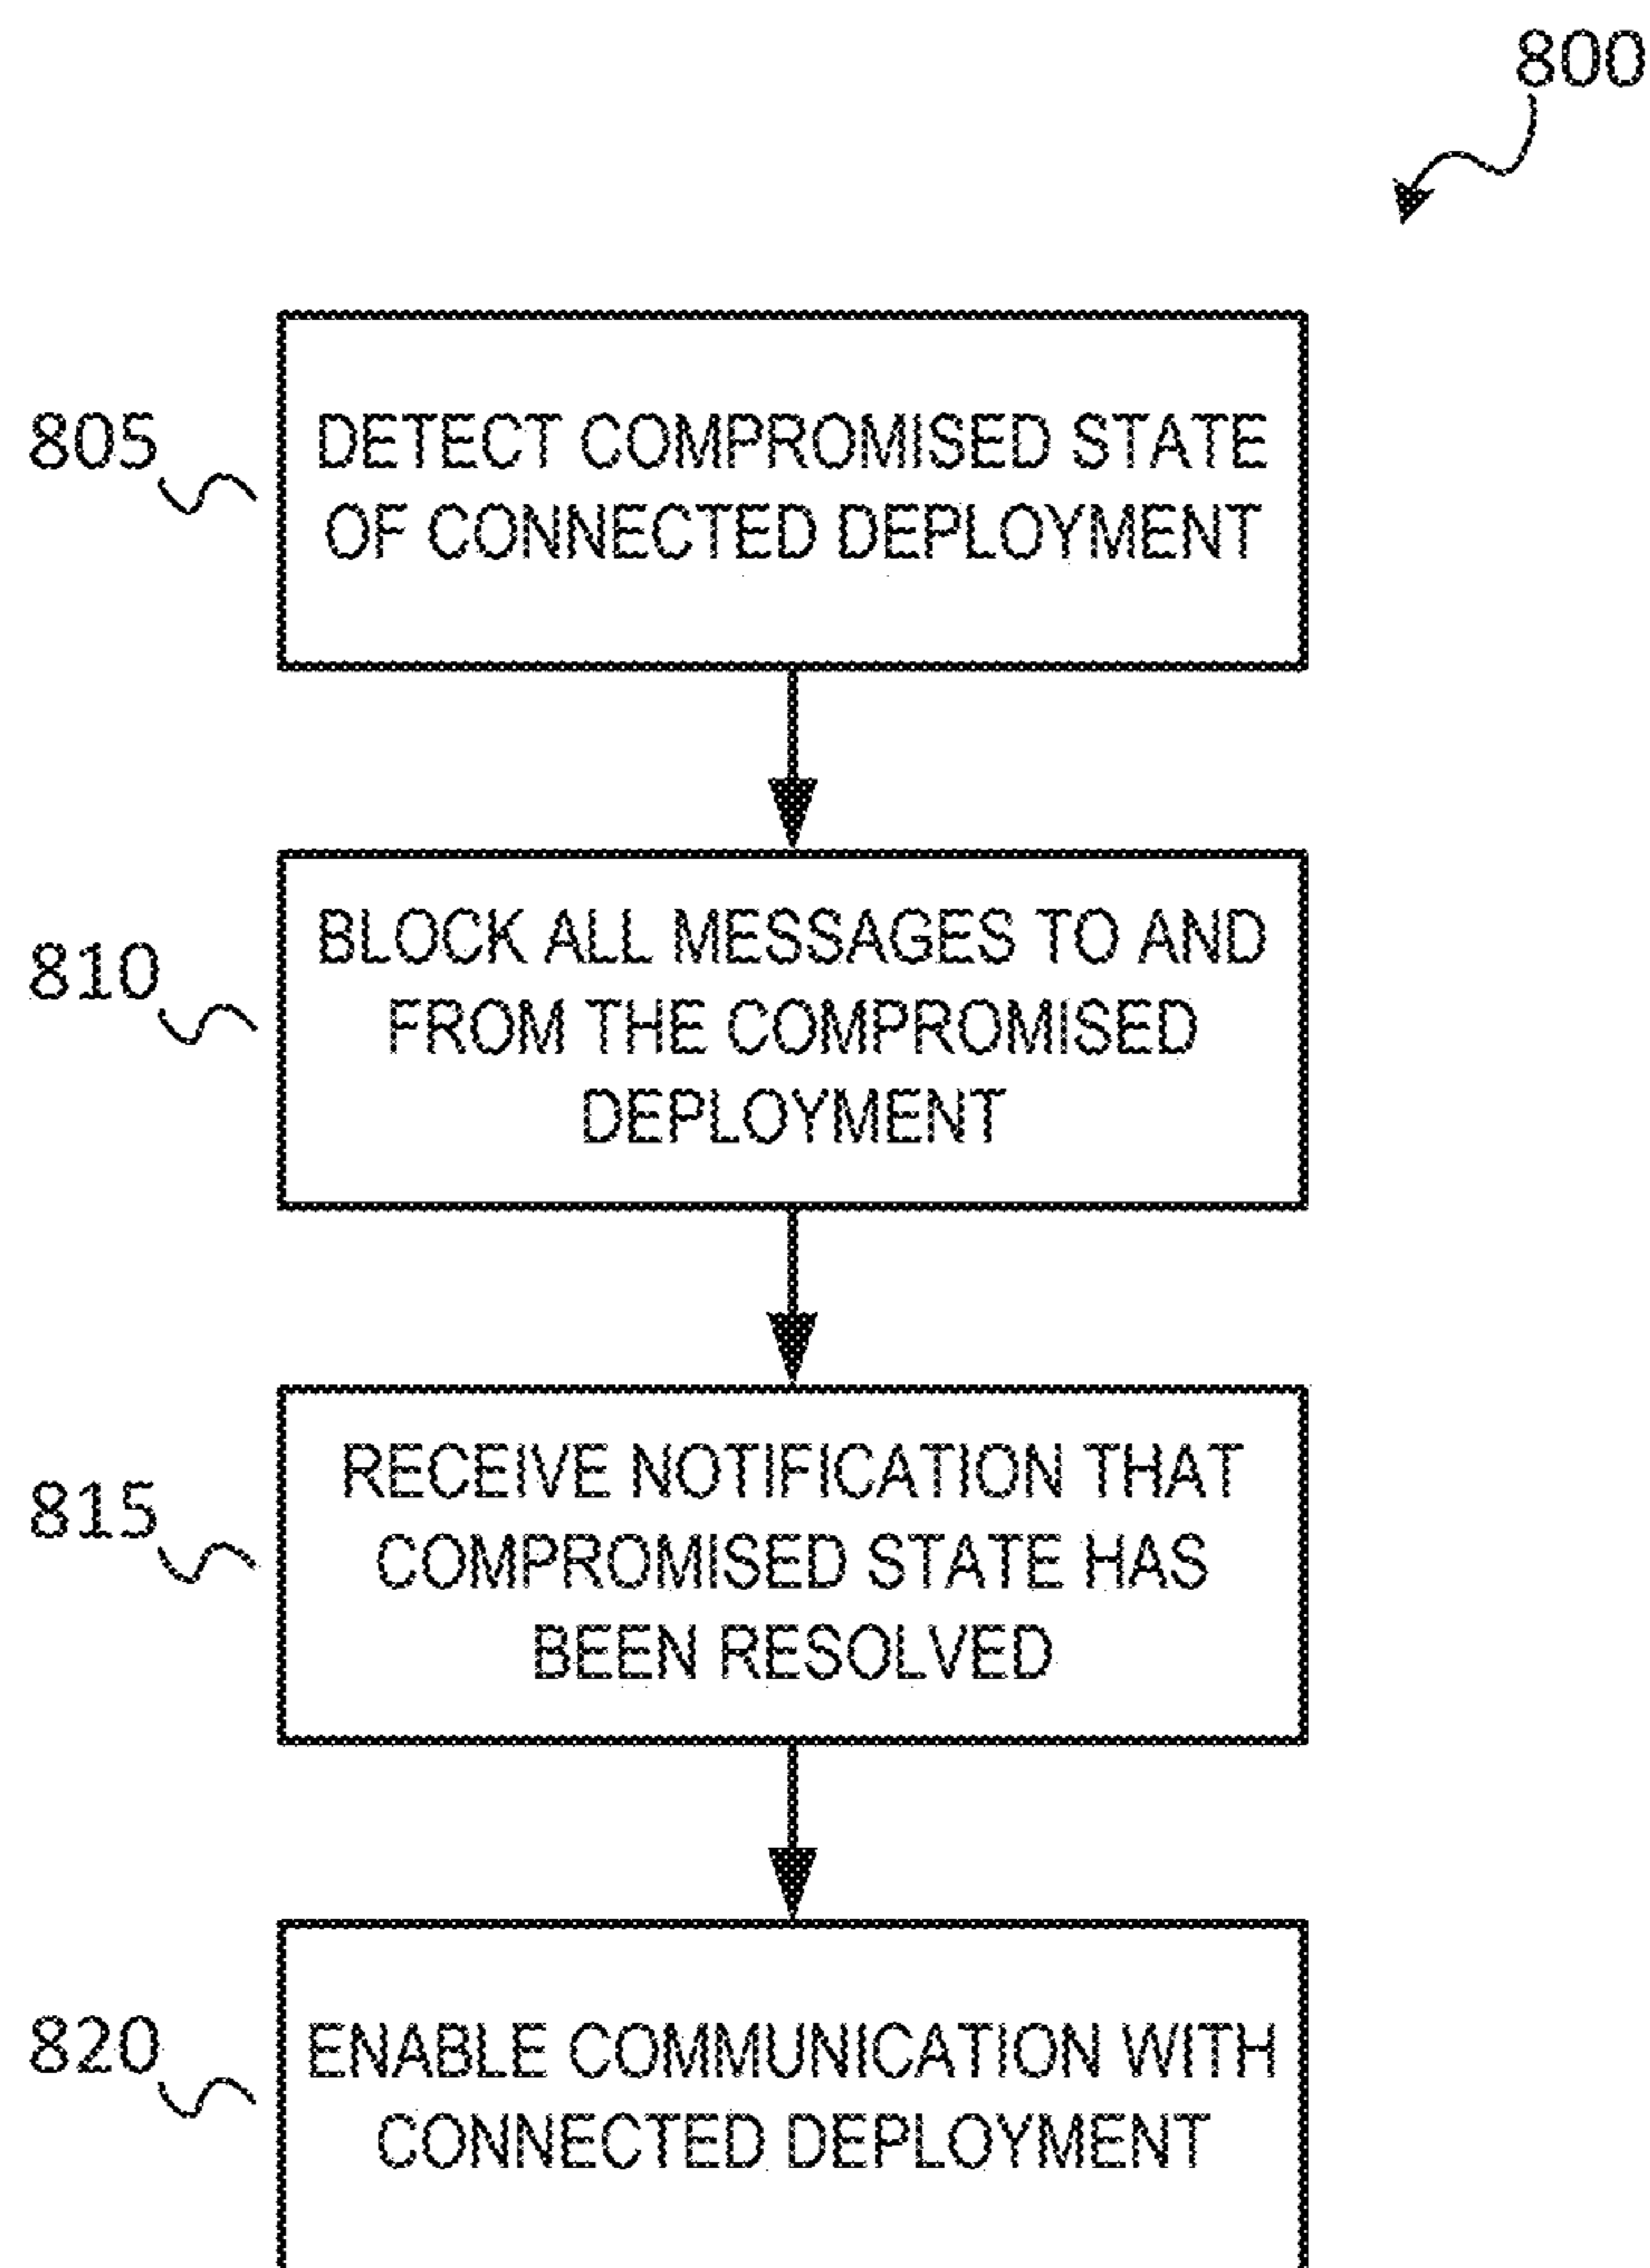 800
805
DETECT COMPROMISED STATE
OF CONNECTED DEPLOYMENT
810
BLOCK ALL MESSAGES TO AND
FROM THE COMPROMISED
DEPLOYMENT
815
RECEIVE NOTIFICATION THAT
COMPROMISED STATE HAS
BEEN RESOLVED
820
ENABLE COMMUNICATION WITH
CONNECTED DEPLOYMENT